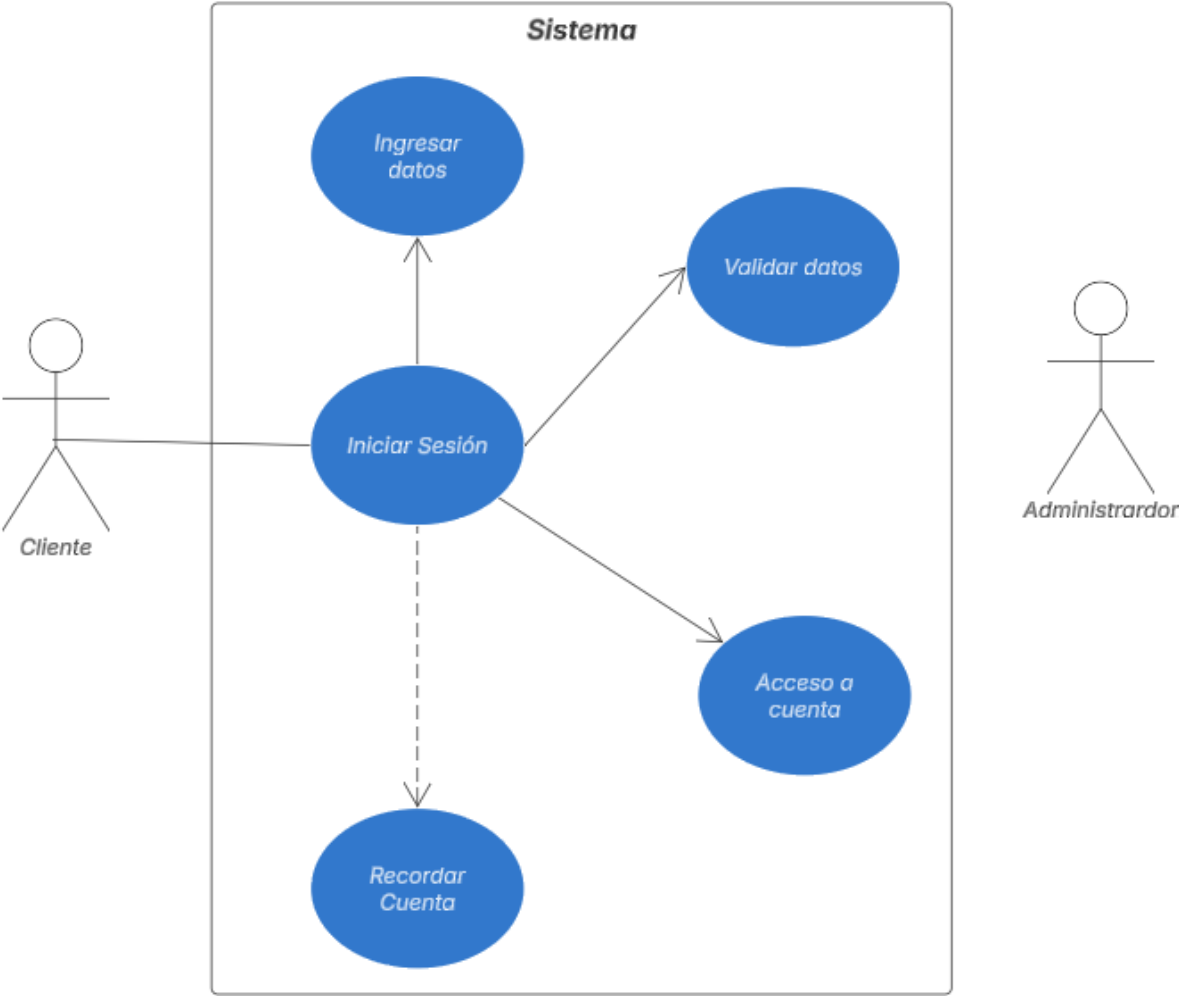 Sistema
Ingresar
datos
Validar datos
Iniciar Sesión
Cliente
Administrardor
Acceso a
cuenta
Recordar
Cuenta